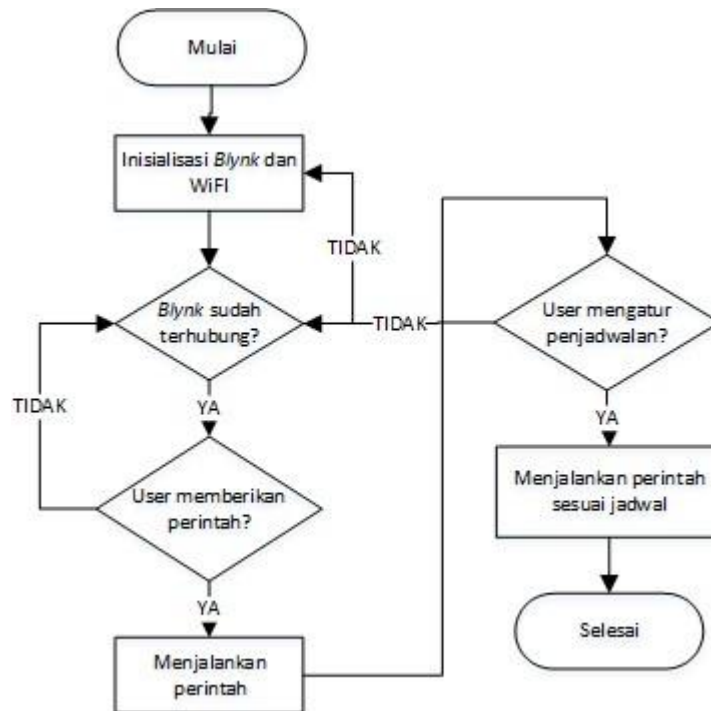 Mulai
Inisialisasi Blynk dan
WiFI
TIDAK
Blynk sudah
terhubung?
TIDAK
User mengatur
penjadwalan?
TIDAK
YA
YA
User memberikan
perintah?
Menjalankan perintah
sesuai jadwal
YA
Menjalankan
perintah
Selesai